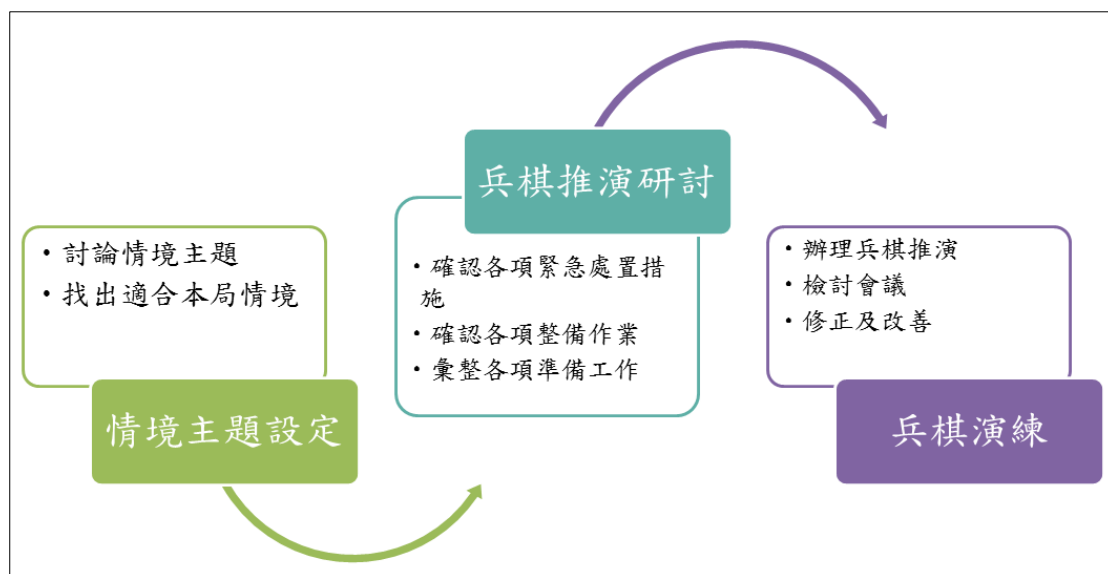 • 討論情境主題
• 找出適合本局情境
情境主題設定
兵棋推演研討
• 確認各項緊急處置措
施
• 確認各項整備作業
• 彙整各項準備工作
• 辦理兵棋推演
• 檢討會議
• 修正及改善
兵棋演練